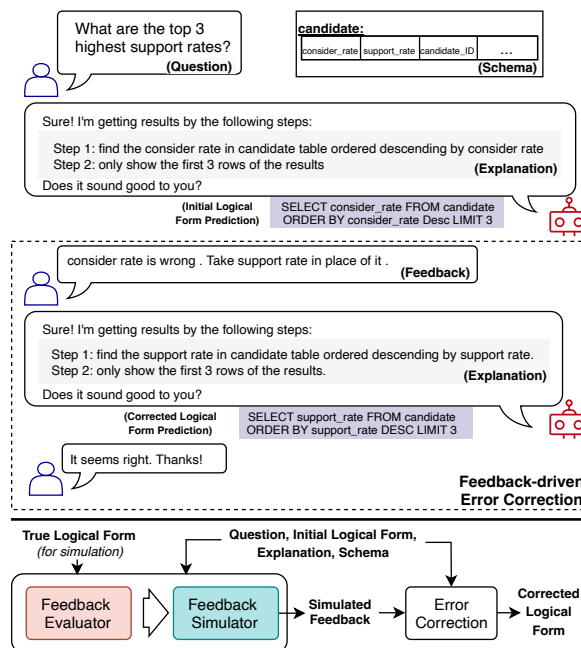 What are the top 3
highest support rates?
(Question)
candidate:
consider_rate support_rate candidate_ID ...
(Schema)
Sure! I'm getting results by the following steps:
Step 1: find the consider rate in candidate table ordered descending by consider rate
Step 2: only show the first 3 rows of the results
(Explanation)
Does it sound good to you?
(Initial Logical
Form Prediction)
SELECT consider_rate FROM candidate
ORDER BY consider_rate Desc LIMIT 3
consider rate is wrong . Take support rate in place of it .
(Feedback)
Sure! I'm getting results by the following steps:
Step 1: find the support rate in candidate table ordered descending by support rate.
Step 2: only show the first 3 rows of the results.
(Explanation)
Does it sound good to you?
(Corrected Logical
Form Prediction)
SELECT support_rate FROM candidate
ORDER BY support_rate DESC LIMIT 3
It seems right. Thanks!
Feedback-driven
Error Correction
True Logical Form
(for simulation)
Question, Initial Logical Form,
Explanation, Schema
Feedback
Evaluator
Feedback
Simulator
Simulated
Feedback
Error
Correction
Corrected
Logical
Form